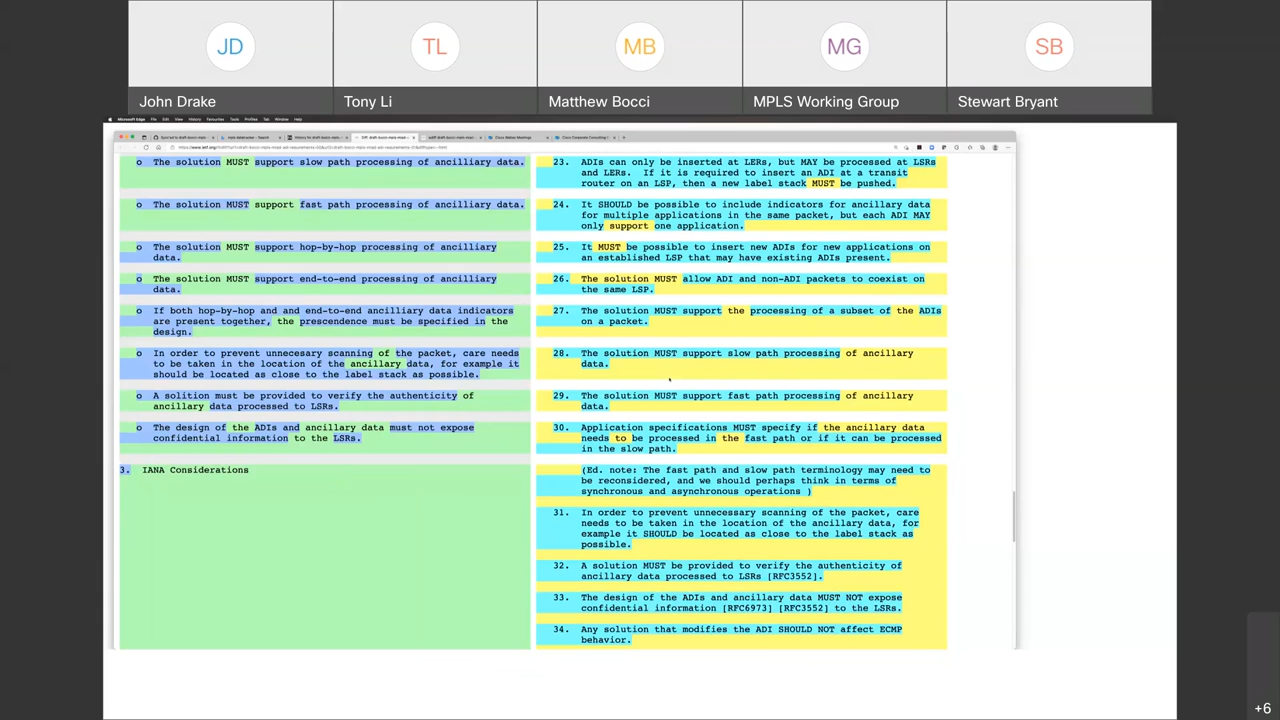 JD
TL
MB
MG
SB
John Drake
Tony Li
Matthew Bocci
MPLS Working Group
Stewart Bryant
Microsoft Edge File Edit View History Favourites Tools Profiles Tab Window Help
o The solution MUST support slow path processing of ancilliary data.
o The solution MUST support fast path processing of ancilliary data.
o The solution MUST support hop-by-hop processing of ancilliary
data.
o The solution MUST support end-to-end processing of ancilliary
data.
o If both hop-by-hop and and end-to-end ancilliary data indicators
are present together, the prescendence must be specified in the
design.
o In order to prevent unnecesary scanning of the packet, care needs
to be taken in the location of the ancillary data, for example it
should be located as close to the label stack as possible.
o A solition must be provided to verify the authenticity of
ancillary data processed to LSRs.
o The design of the ADIs and ancillary data must not expose
confidential information to the LSRs.
3. IANA Considerations
23. ADIs can only be inserted at LERs, but MAY be processed at LSRs
and LERs. If it is required to insert an ADI at a transit
router on an LSP, then a new label stack MUST be pushed.
24. It SHOULD be possible to include indicators for ancillary data
for multiple applications in the same packet, but each ADI MAY
only support one application.
25. It MUST be possible to insert new ADIs for new applications on
an established LSP that may have existing ADIs present.
26. The solution MUST allow ADI and non-ADI packets to coexist on
the same LSP.
27. The solution MUST support the processing of a subset of the ADIs
on a packet.
28. The solution MUST support slow path processing of ancillary
data.
29. The solution MUST support fast path processing of ancillary
data.
30. Application specifications MUST specify if the ancillary data
needs to be processed in the fast path or if it can be processed
in the slow path.
(Ed. note: The fast path and slow path terminology may need to
be reconsidered, and we should perhaps think in terms of
synchronous and asynchronous operations )
31. In order to prevent unnecessary scanning of the packet, care
needs to be taken in the location of the ancillary data, for
example it SHOULD be located as close to the label stack as
possible.
32. A solution MUST be provided to verify the authenticity of
ancillary data processed to LSRs [RFC3552].
33. The design of the ADIs and ancillary data MUST NOT expose
confidential information [RFC6973] [RFC3552] to the LSRs.
34. Any solution that modifies the ADI SHOULD NOT affect ECMP
behavior.
+6